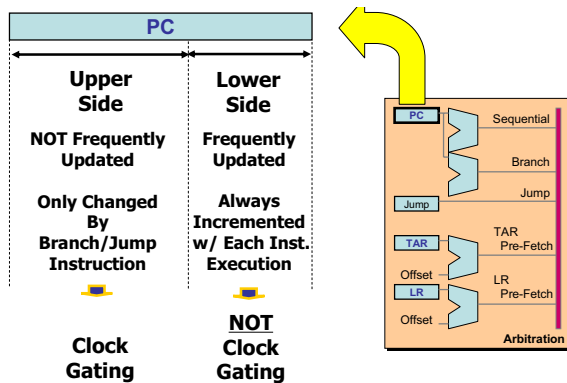 PC
Upper
Side
NOT Frequently
Updated
Only Changed
By
Branch/Jump
Instruction
Clock
Gating
Lower
Side
Frequently
Updated
Always
Incremented
w/ Each Inst.
Execution
NOT
Clock
Gating
PC
Sequential
Branch
Jump
Jump
TAR
TAR
Pre-Fetch
Offset
LR
LR
Pre-Fetch
Offset
Arbitration